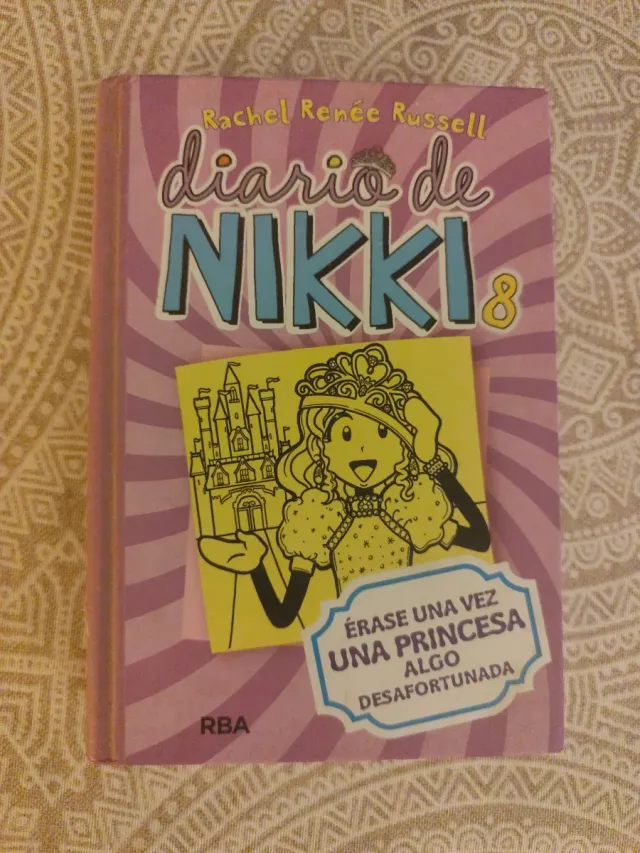 Rachel Renée Russell
diario de
NIKKI 8
ÉRASE UNA VEZ
UNA PRINCESA
ALGO
DESAFORTUNADA
RBA